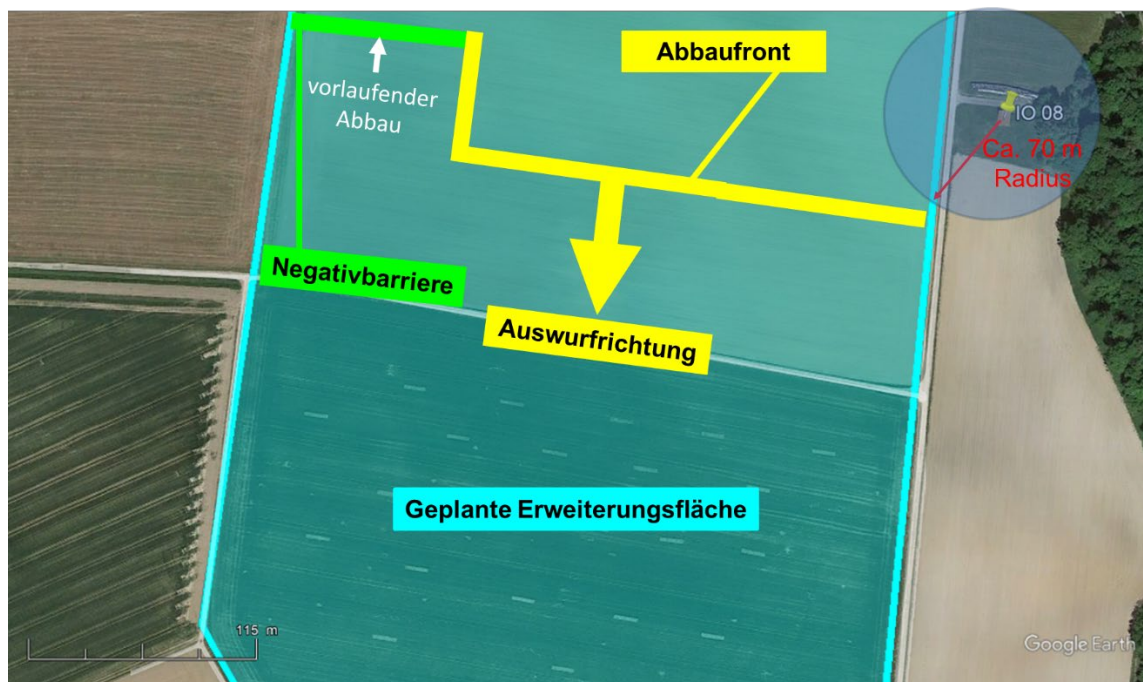 Abbaufront
vorlaufender
Abbau
IO 08
Ca. 70 m
Radius
Negativbarriere
Auswurfrichtung
Geplante Erweiterungsfläche
115 m
Google Earth